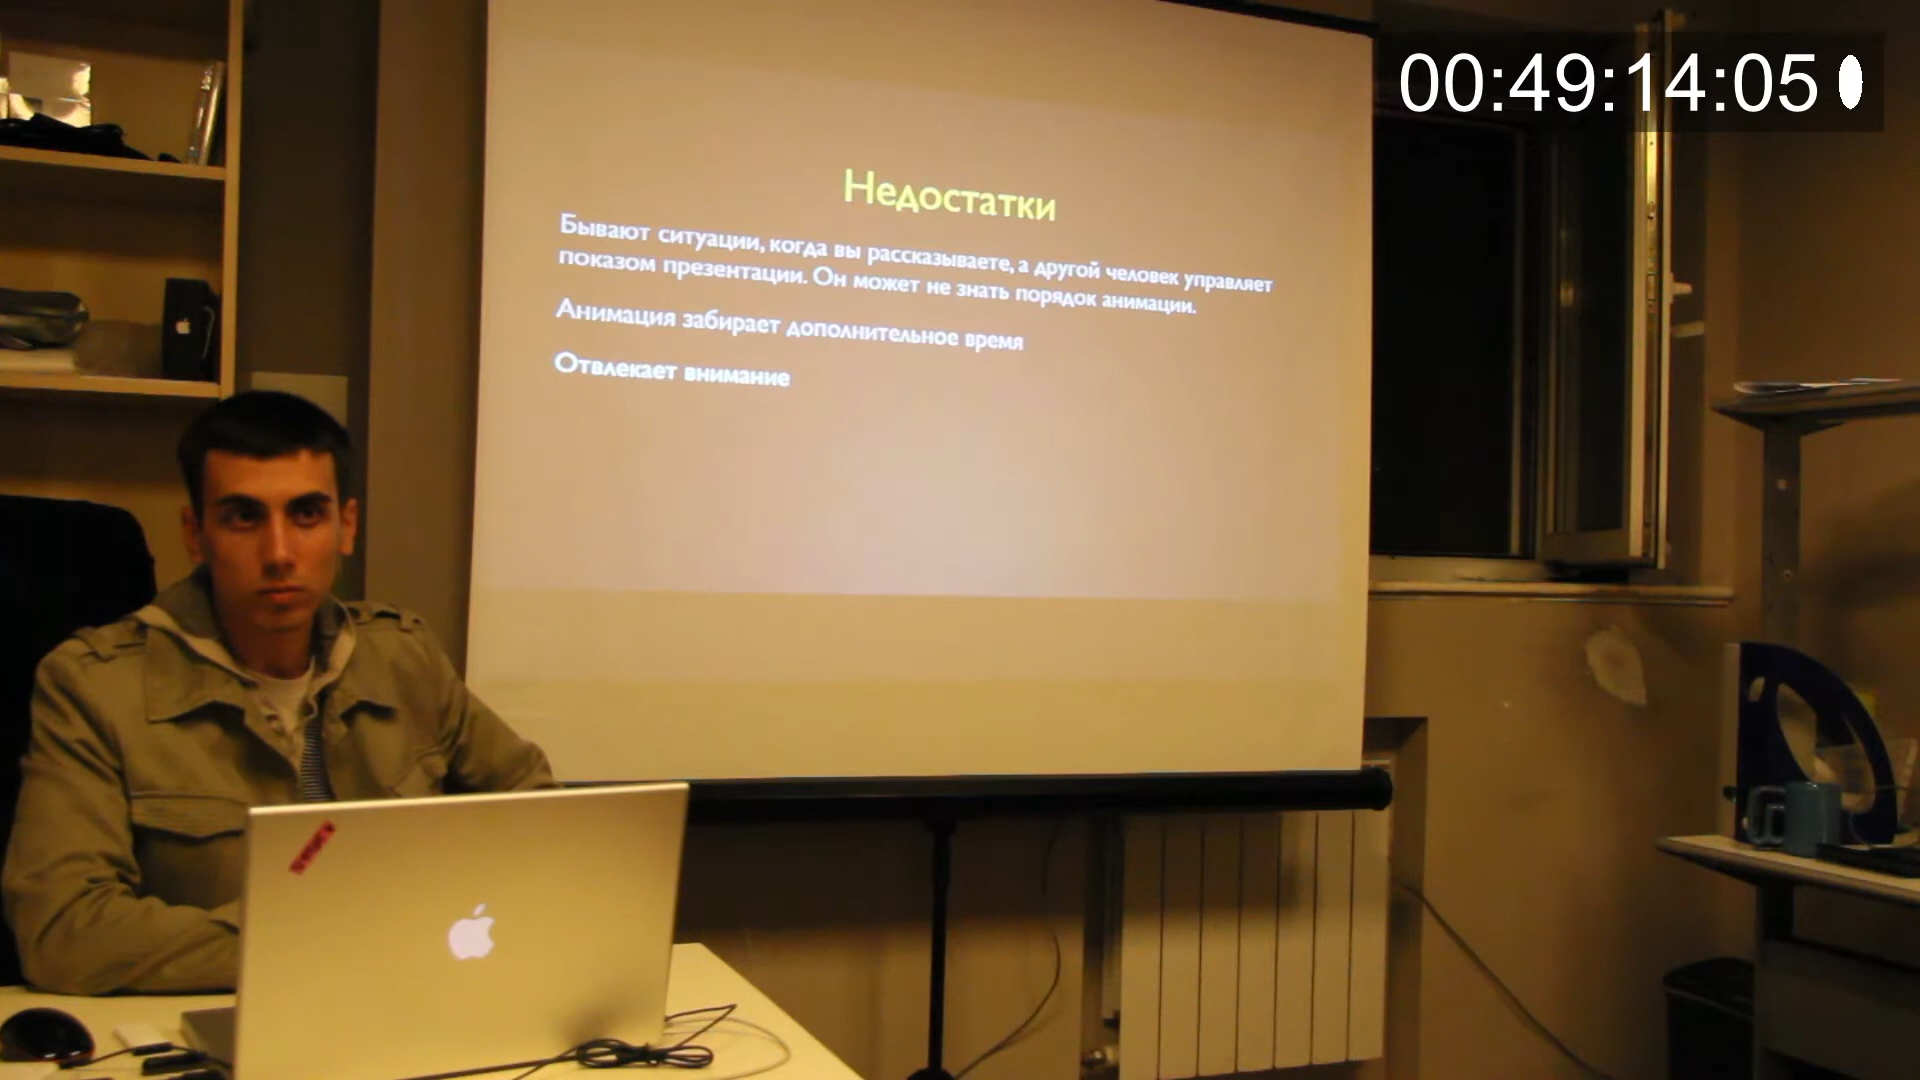 00:49:14:05
Недостатки
Бывают ситуации, когда вы рассказываете, а другой человек управляет
показом презентации. Он может не знать порядок анимации.
Анимация забирает дополнительное время
Отвлекает внимание